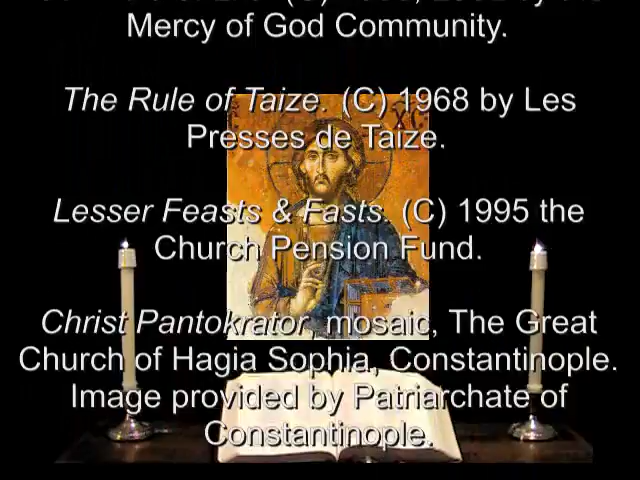 Mercy of God Community.
The Rule of Taize. (C) 1968 by Les
Presses de Taize.
Lesser Feasts & Fasts. (C) 1995 the
Church Pension Fund.
Christ Pantokrator, mosaic, The Great
Church of Hagia Sophia, Constantinople.
Image provided by Patriarchate of
Constantinople.